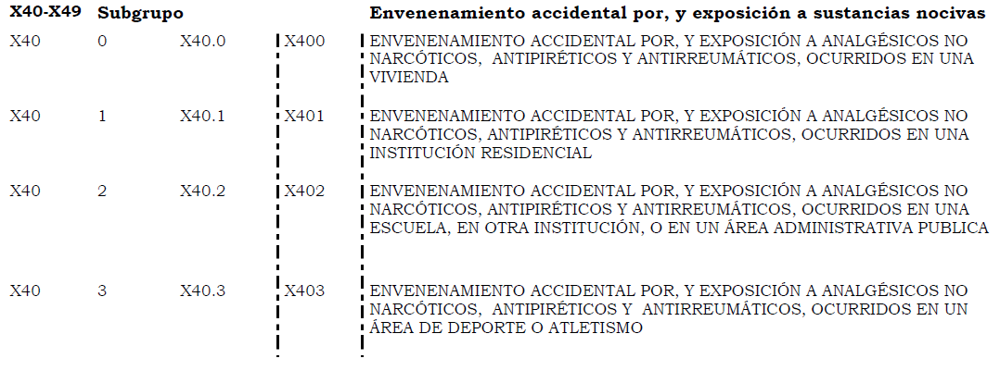 X40-X49 Subgrupo Envenenamiento accidental por, y exposición a sustancias nocivas
X40 0 X40.0 X400 ENVENENAMIENTO ACCIDENTAL POR, Y EXPOSICIÓN A ANALGÉSICOS NO
NARCÓTICOS, ANTIPIRÉTICOS Y ANTIRREUMÁTICOS, OCURRIDOS EN UNA
VIVIENDA
X40 1 X40.1 X401 ENVENENAMIENTO ACCIDENTAL POR, Y EXPOSICIÓN A ANALGÉSICOS NO
NARCÓTICOS, ANTIPIRÉTICOS Y ANTIRREUMÁTICOS, OCURRIDOS EN UNA
INSTITUCIÓN RESIDENCIAL
X40 2 X40.2 X402 ENVENENAMIENTO ACCIDENTAL POR, Y EXPOSICIÓN A ANALGÉSICOS NO
NARCÓTICOS, ANTIPIRÉTICOS Y ANTIRREUMÁTICOS, OCURRIDOS EN UNA
ESCUELA, EN OTRA INSTITUCIÓN, O EN UN ÁREA ADMINISTRATIVA PUBLICA
X40 3 X40.3 X403 ENVENENAMIENTO ACCIDENTAL POR, Y EXPOSICIÓN A ANALGÉSICOS NO
NARCÓTICOS, ANTIPIRÉTICOS Y ANTIRREUMÁTICOS, OCURRIDOS EN UN
ÁREA DE DEPORTE O ATLETISMO